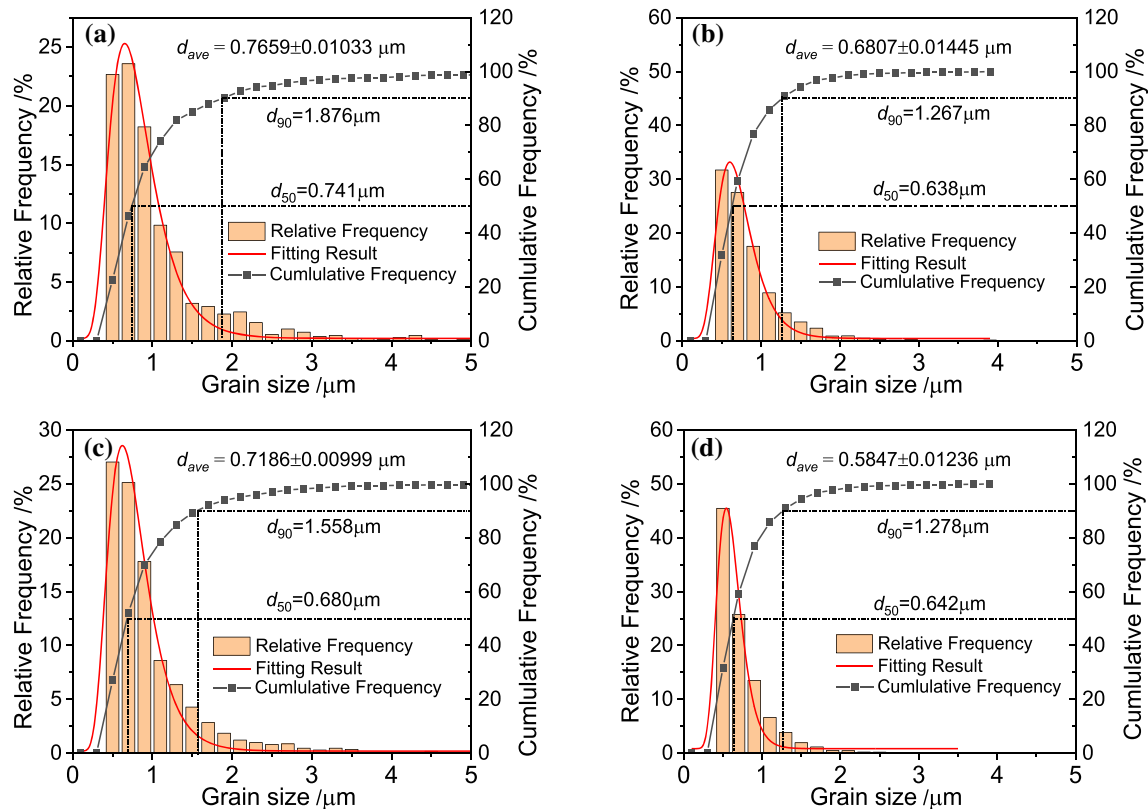 (a)
d_ave = 0.7659±0.01033 μm
d90=1.876μm
d50=0.741μm
Relative Frequency
Fitting Result
Cumlulative Frequency
Relative Frequency /%
0 5 10 15 20 25
Cumlulative Frequency /%
0 20 40 60 80 100 120
0 1 2 3 4 5
Grain size /μm
(b)
d_ave = 0.6807±0.01445 μm
d90=1.267μm
d50=0.638μm
Relative Frequency
Fitting Result
Cumlulative Frequency
Relative Frequency /%
0 10 20 30 40 50 60
Cumlulative Frequency /%
0 20 40 60 80 100 120
0 1 2 3 4 5
Grain size /μm
(c)
d_ave = 0.7186±0.00999 μm
d90=1.558μm
d50=0.680μm
Relative Frequency
Fitting Result
Cumlulative Frequency
Relative Frequency /%
0 5 10 15 20 25 30
Cumlulative Frequency /%
0 20 40 60 80 100 120
0 1 2 3 4 5
Grain size /μm
(d)
d_ave = 0.5847±0.01236 μm
d90=1.278μm
d50=0.642μm
Relative Frequency
Fitting Result
Cumlulative Frequency
Relative Frequency /%
0 10 20 30 40 50 60
Cumlulative Frequency /%
0 20 40 60 80 100 120
0 1 2 3 4 5
Grain size /μm